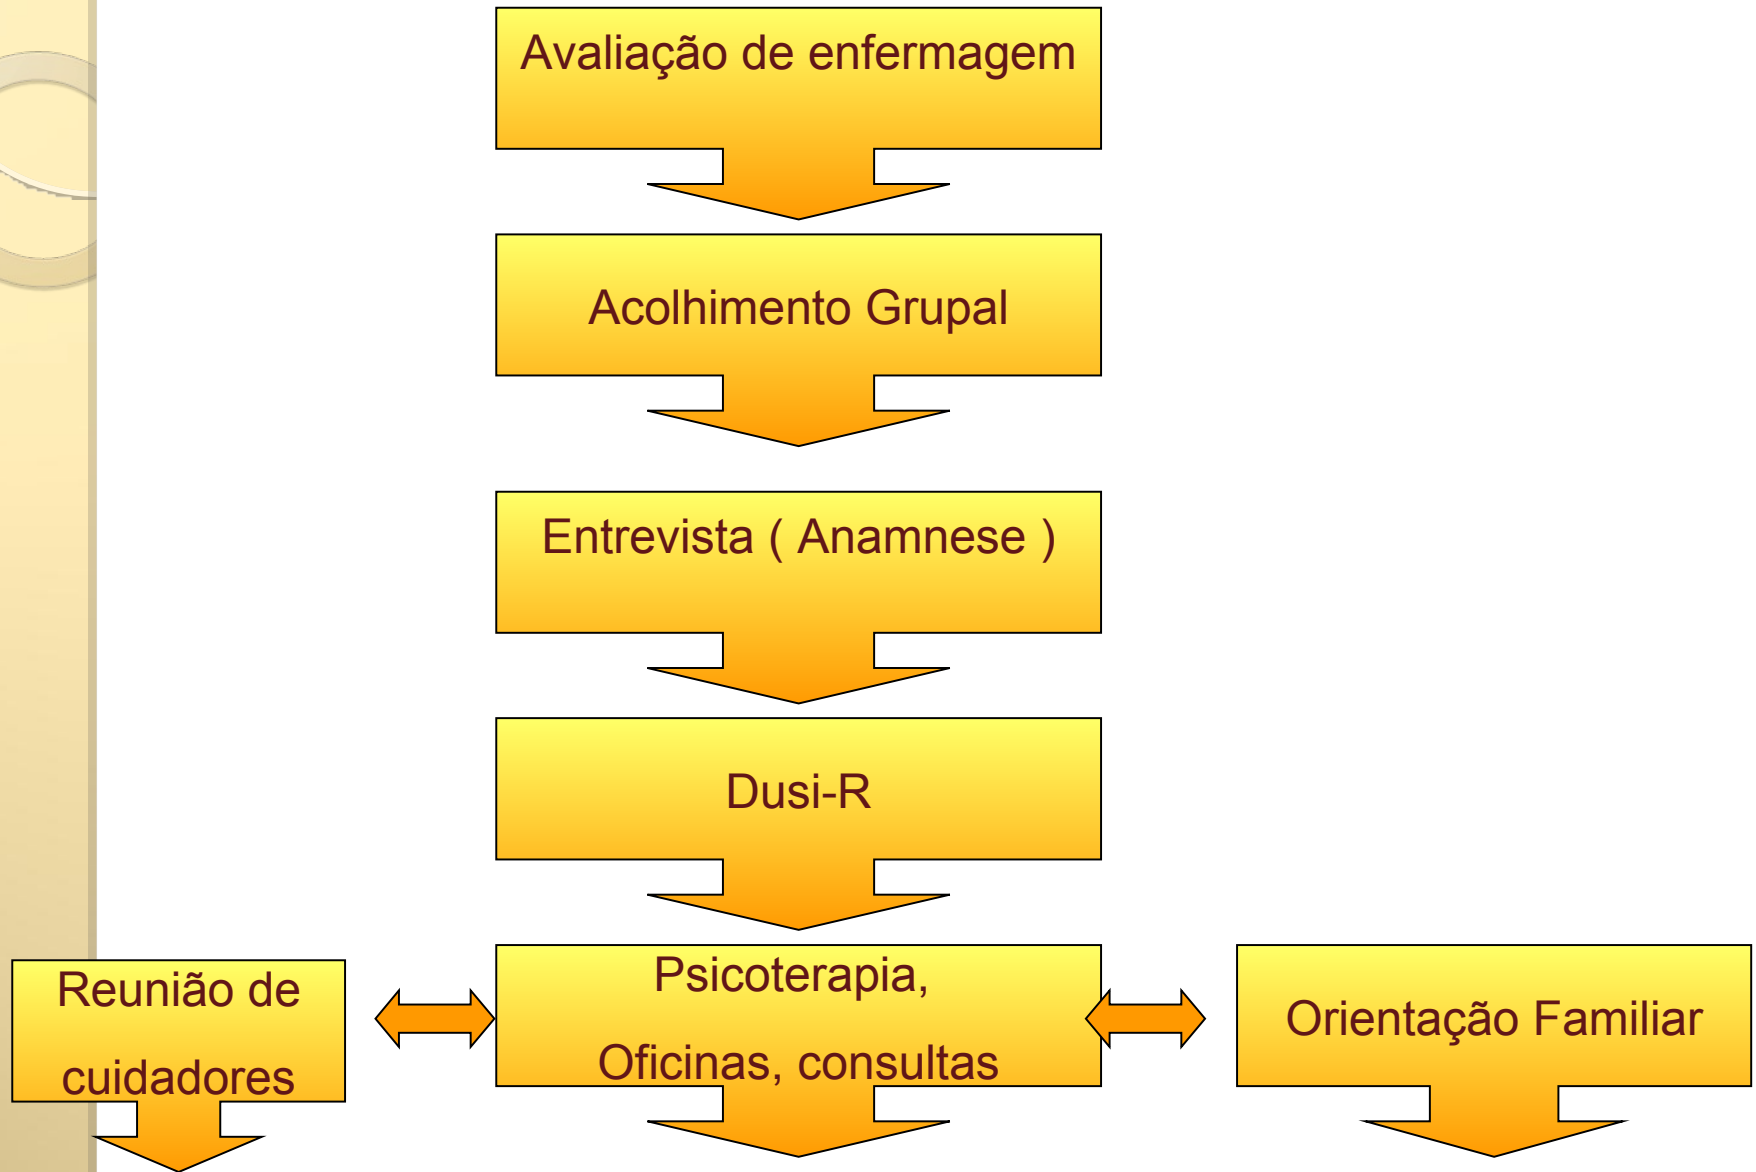 Avaliação de enfermagem
Acolhimento Grupal
Entrevista ( Anamnese )
Dusi-R
Reunião de
cuidadores
Psicoterapia,
Oficinas, consultas
Orientação Familiar